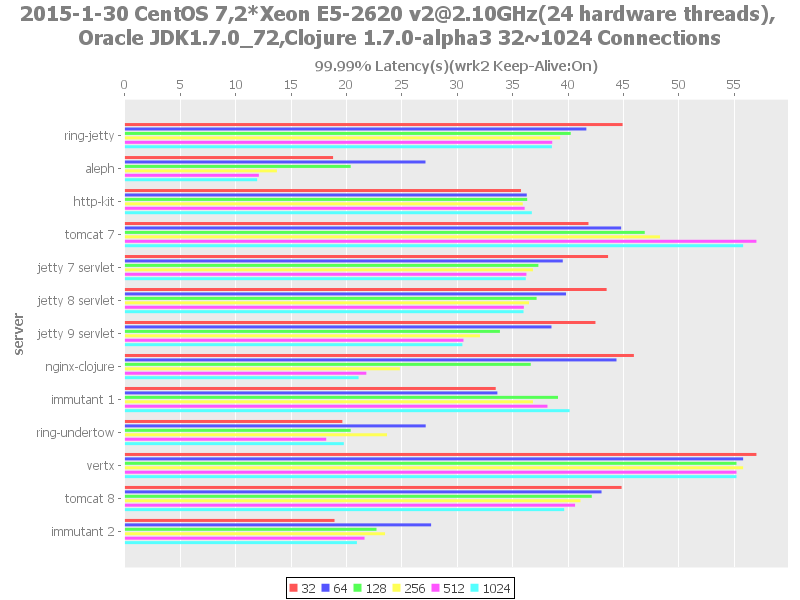 2015-1-30 CentOS 7,2*Xeon E5-2620 v2@2.10GHz(24 hardware threads),
Oracle JDK1.7.0_72,Clojure 1.7.0-alpha3 32~1024 Connections
99.99% Latency(s)(wrk2 Keep-Alive:On)
0 5 10 15 20 25 30 35 40 45 50 55
ring-jetty
aleph
http-kit
tomcat 7
jetty 7 servlet
jetty 8 servlet
jetty 9 servlet
nginx-clojure
immutant 1
ring-undertow
vertx
tomcat 8
immutant 2
server
32 64 128 256 512 1024